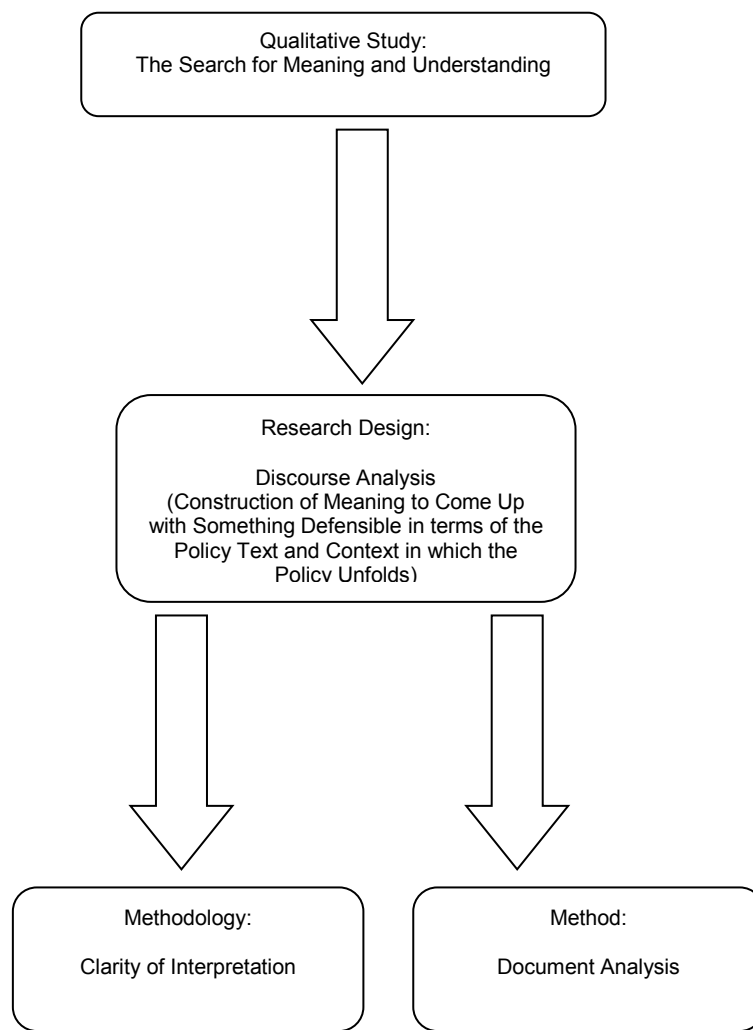 Qualitative Study:
The Search for Meaning and Understanding
Research Design:
Discourse Analysis
(Construction of Meaning to Come Up
with Something Defensible in terms of the
Policy Text and Context in which the
Policy Unfolds)
Methodology:
Clarity of Interpretation
Method:
Document Analysis